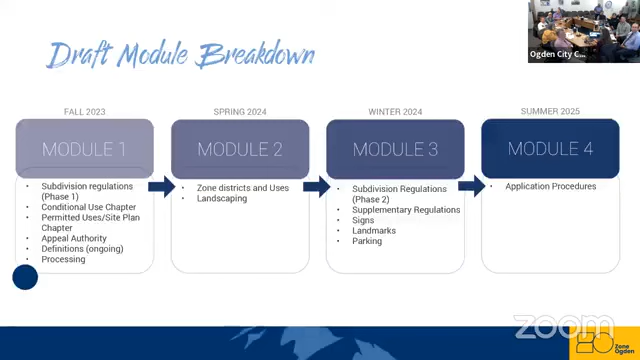 Draft Module Breakdown
Ogden City C...
FALL 2023
MODULE 1
Subdivision regulations
(Phase 1)
Conditional Use Chapter
Permitted Uses/Site Plan
Chapter
Appeal Authority
Definitions (ongoing)
Processing
SPRING 2024
MODULE 2
Zone districts and Uses
Landscaping
WINTER 2024
MODULE 3
Subdivision Regulations
(Phase 2)
Supplementary Regulations
Signs
Landmarks
Parking
SUMMER 2025
MODULE 4
Application Procedures
zoom
Zone
Ogden